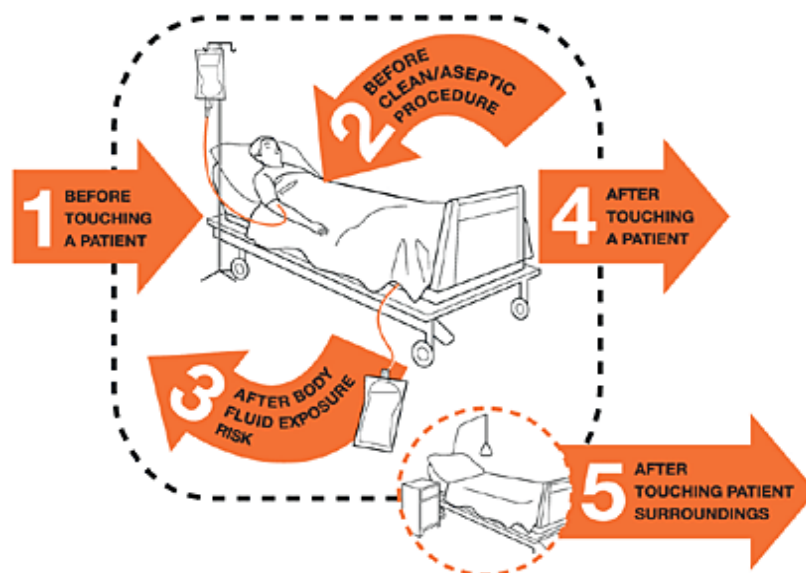 1
BEFORE
TOUCHING
A PATIENT
2
BEFORE
CLEAN/ASEPTIC
PROCEDURE
3
AFTER BODY
FLUID EXPOSURE
RISK
4
AFTER
TOUCHING
A PATIENT
5
AFTER
TOUCHING PATIENT
SURROUNDINGS